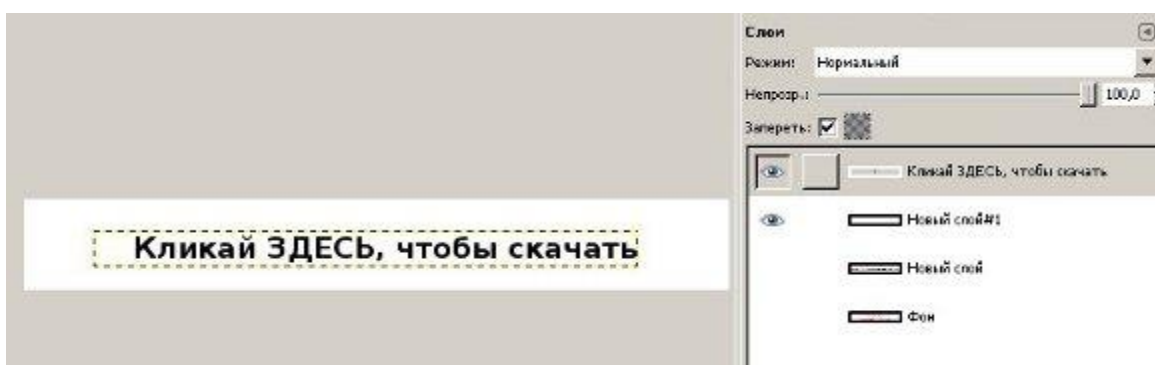 Слои
Режим: Нормальный
Непрозр.: 100,0
Запереть:
Кликай ЗДЕСЬ, чтобы скачать
Новый слой#1
Новый слой
Фон
Кликай ЗДЕСЬ, чтобы скачать